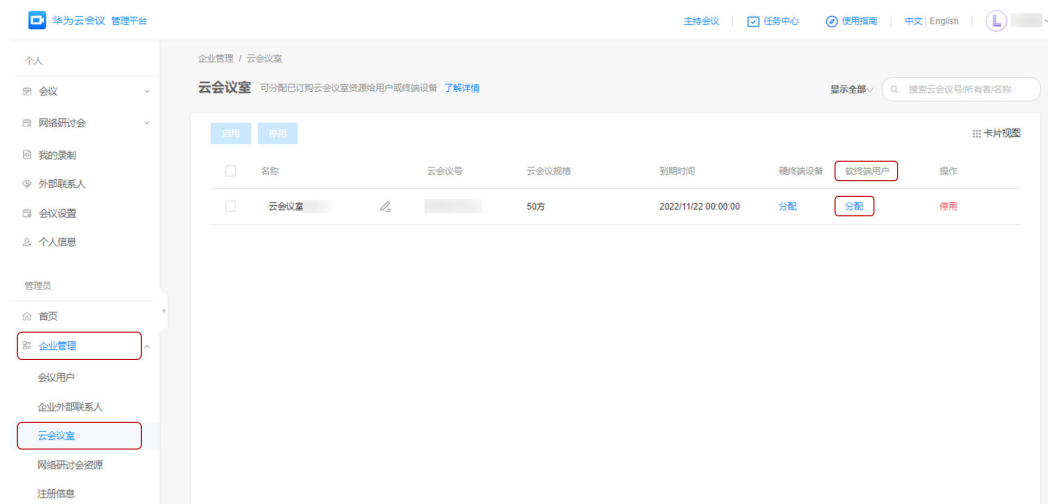 华为云会议 管理平台
主持会议 任务中心 使用指南 中文 | English L
个人
会议
网络研讨会
我的录制
外部联系人
会议设置
个人信息
管理员
首页
企业管理
会议用户
企业外部联系人
云会议室
网络研讨会资源
注册信息
企业管理 / 云会议室
云会议室 可分配已订购云会议室资源给用户或终端设备 了解详情
显示全部 搜索云会议号/所有者/名称
启用 停用 卡片视图
名称 云会议号 云会议规格 到期时间 硬终端设备 软终端用户 操作
云会议室 50方 2022/11/22 00:00:00 分配 分配 停用